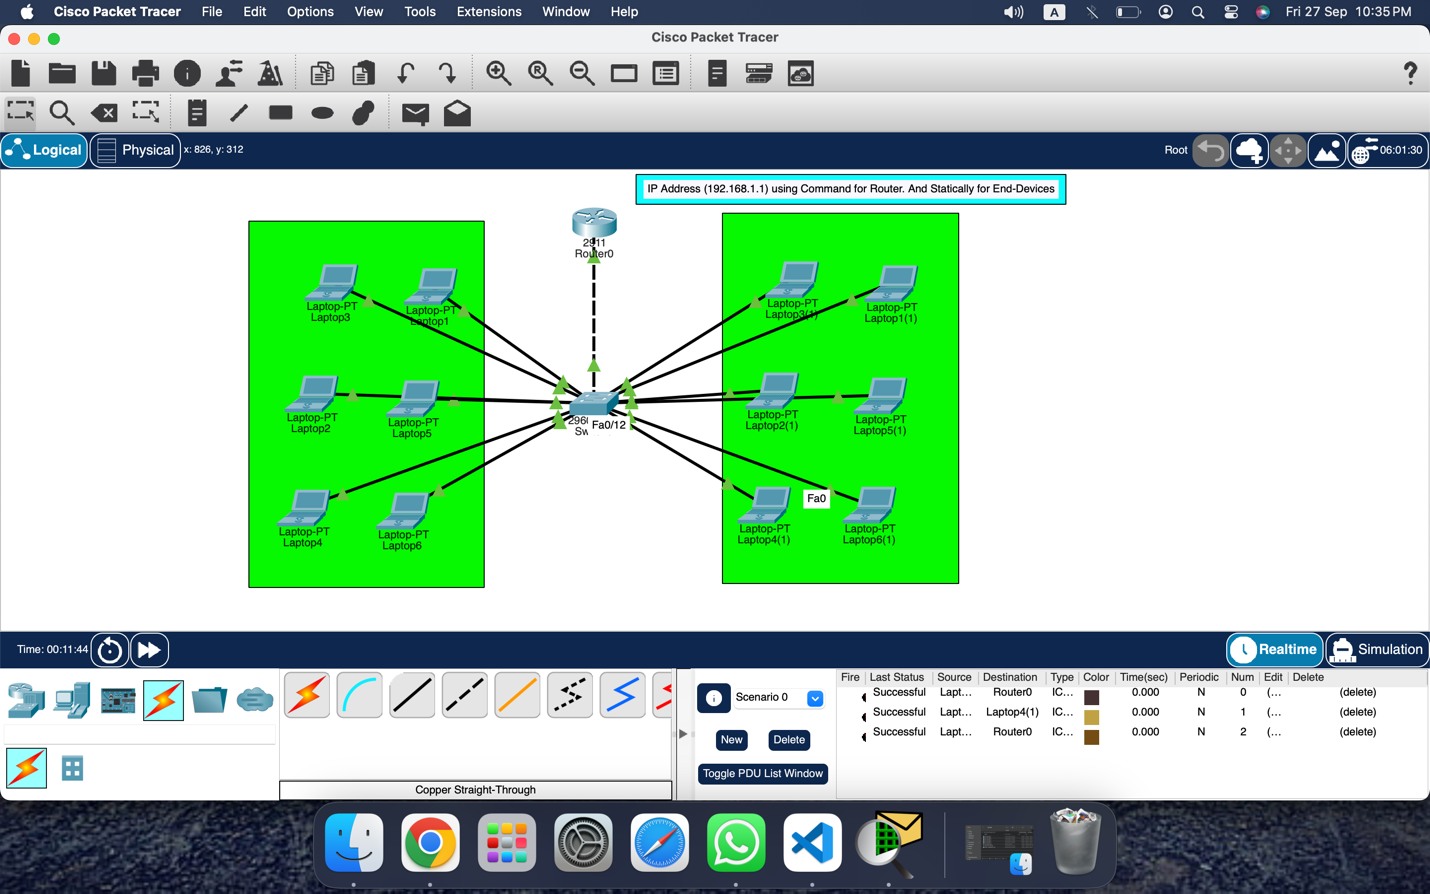 Cisco Packet Tracer File Edit Options View Tools Extensions Window Help
A Fri 27 Sep 10:35 PM
Cisco Packet Tracer
Logical Physical x: 826, y: 312 Root 06:01:30
IP Address (192.168.1.1) using Command for Router. And Statically for End-Devices
2911
Router0
Laptop-PT
Laptop3
Laptop-PT
Laptop1
Laptop-PT
Laptop3(1)
Laptop-PT
Laptop1(1)
Laptop-PT
Laptop2
Laptop-PT
Laptop5
296
Sw
Fa0/12
Laptop-PT
Laptop2(1)
Laptop-PT
Laptop5(1)
Fa0
Laptop-PT
Laptop4
Laptop-PT
Laptop6
Laptop-PT
Laptop4(1)
Laptop-PT
Laptop6(1)
Time: 00:11:44 Realtime Simulation
Scenario 0
New Delete
Toggle PDU List Window
Copper Straight-Through
Fire Last Status Source Destination Type Color Time(sec) Periodic Num Edit Delete
Successful Lapt... Router0 IC... 0.000 N 0 (... (delete)
Successful Lapt... Laptop4(1) IC... 0.000 N 1 (... (delete)
Successful Lapt... Router0 IC... 0.000 N 2 (... (delete)